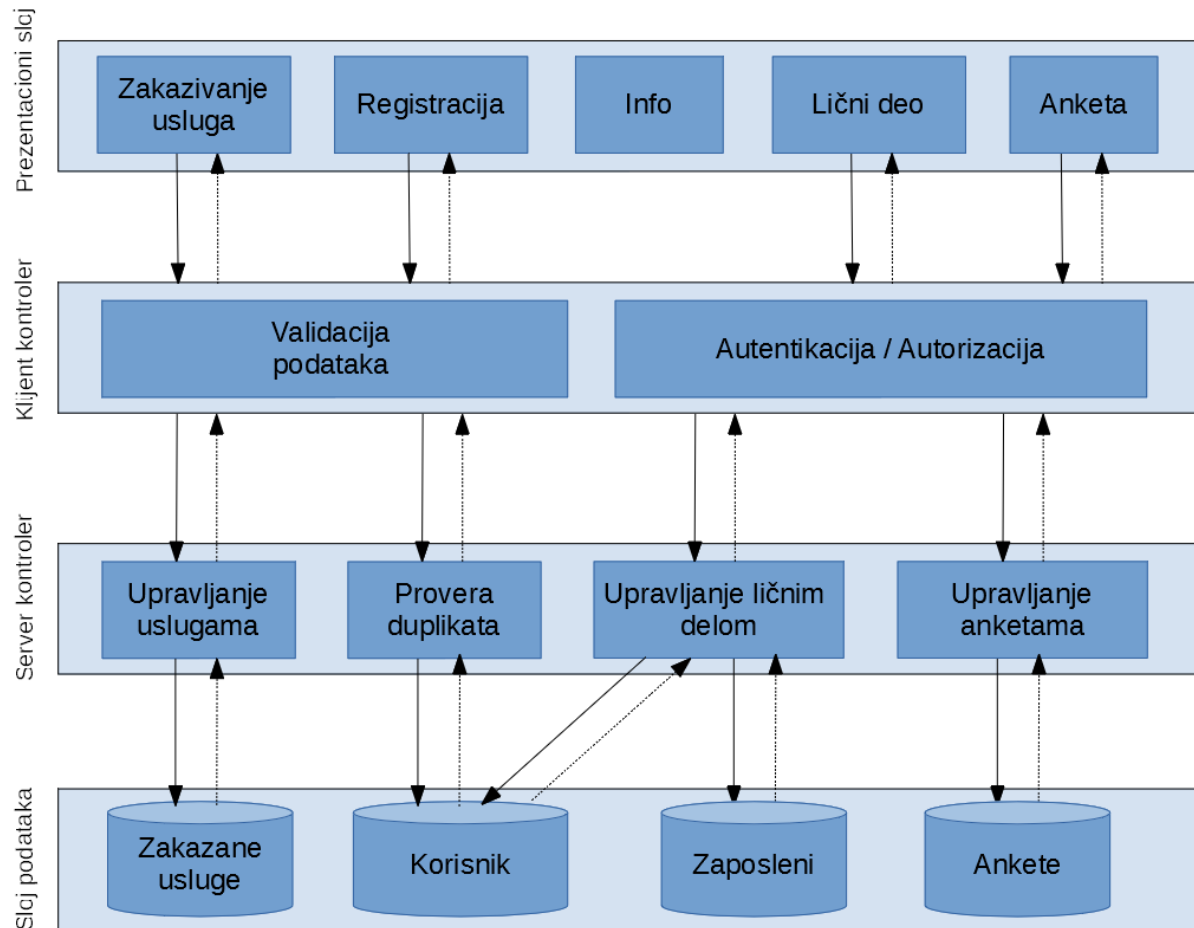 Prezentacioni sloj
Zakazivanje
usluga
Registracija
Info
Lični deo
Anketa
Klijent kontroler
Validacija
podataka
Autentikacija / Autorizacija
Server kontroler
Upravljanje
uslugama
Provera
duplikata
Upravljanje ličnim
delom
Upravljanje
anketama
Sloj podataka
Zakazane
usluge
Korisnik
Zaposleni
Ankete